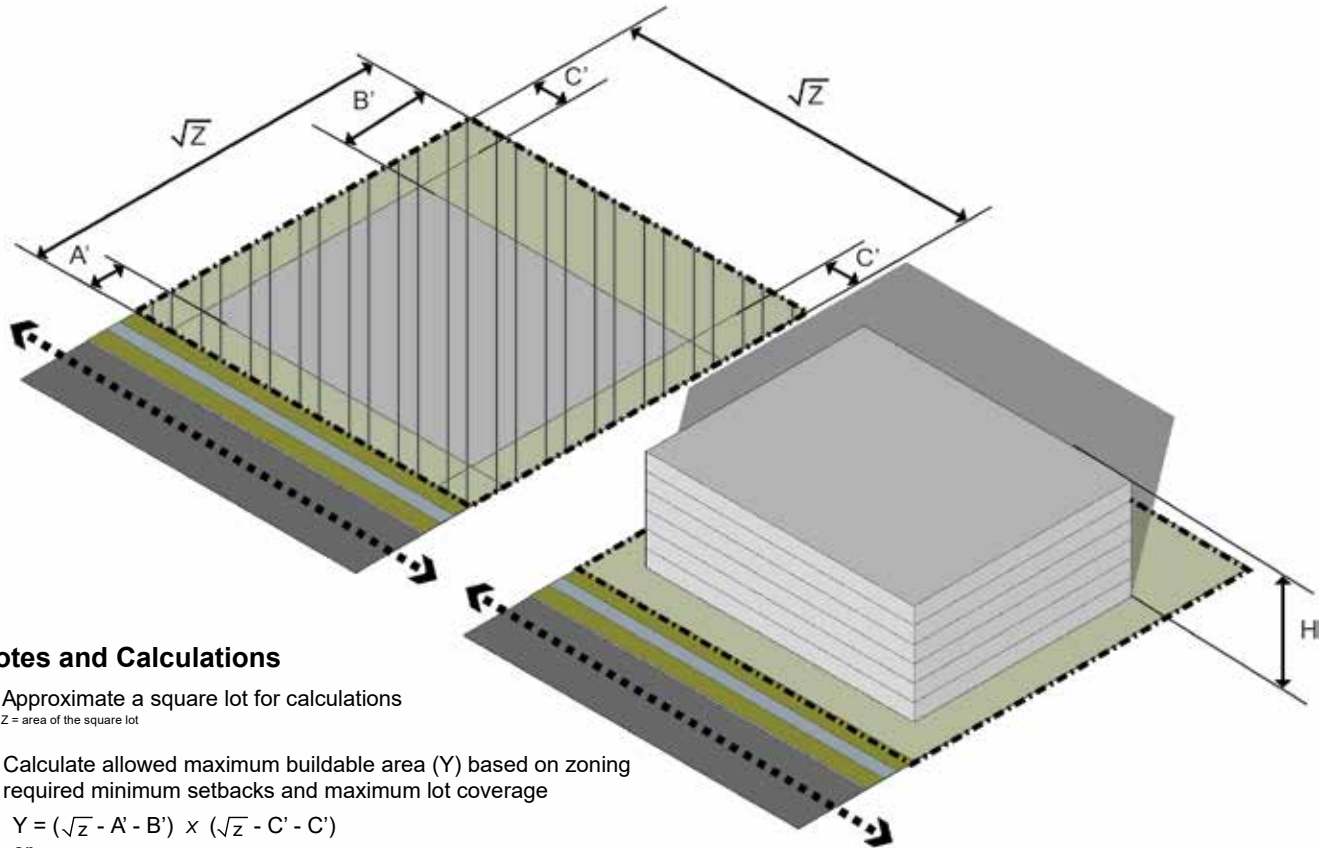 √Z
B'
C'
√Z
A'
C'
H
otes and Calculations
Approximate a square lot for calculations
Z = area of the square lot
Calculate allowed maximum buildable area (Y) based on zoning
required minimum setbacks and maximum lot coverage
Y = (√z - A' - B') x (√z - C' - C')